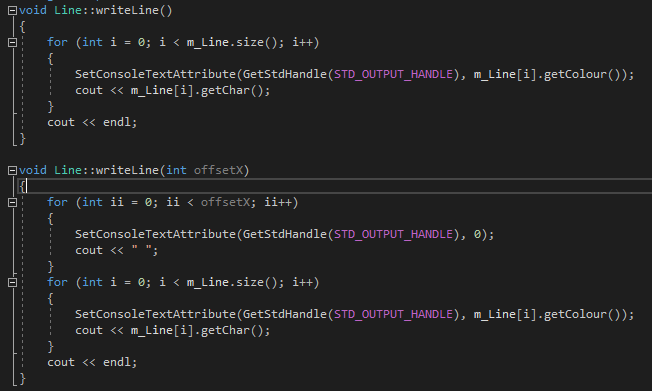 void Line::writeLine()
{
for (int i = 0; i < m_Line.size(); i++)
{
SetConsoleTextAttribute(GetStdHandle(STD_OUTPUT_HANDLE), m_Line[i].getColour());
cout << m_Line[i].getChar();
}
cout << endl;
}
void Line::writeLine(int offsetX)
{
for (int ii = 0; ii < offsetX; ii++)
{
SetConsoleTextAttribute(GetStdHandle(STD_OUTPUT_HANDLE), 0);
cout << " ";
}
for (int i = 0; i < m_Line.size(); i++)
{
SetConsoleTextAttribute(GetStdHandle(STD_OUTPUT_HANDLE), m_Line[i].getColour());
cout << m_Line[i].getChar();
}
cout << endl;
}